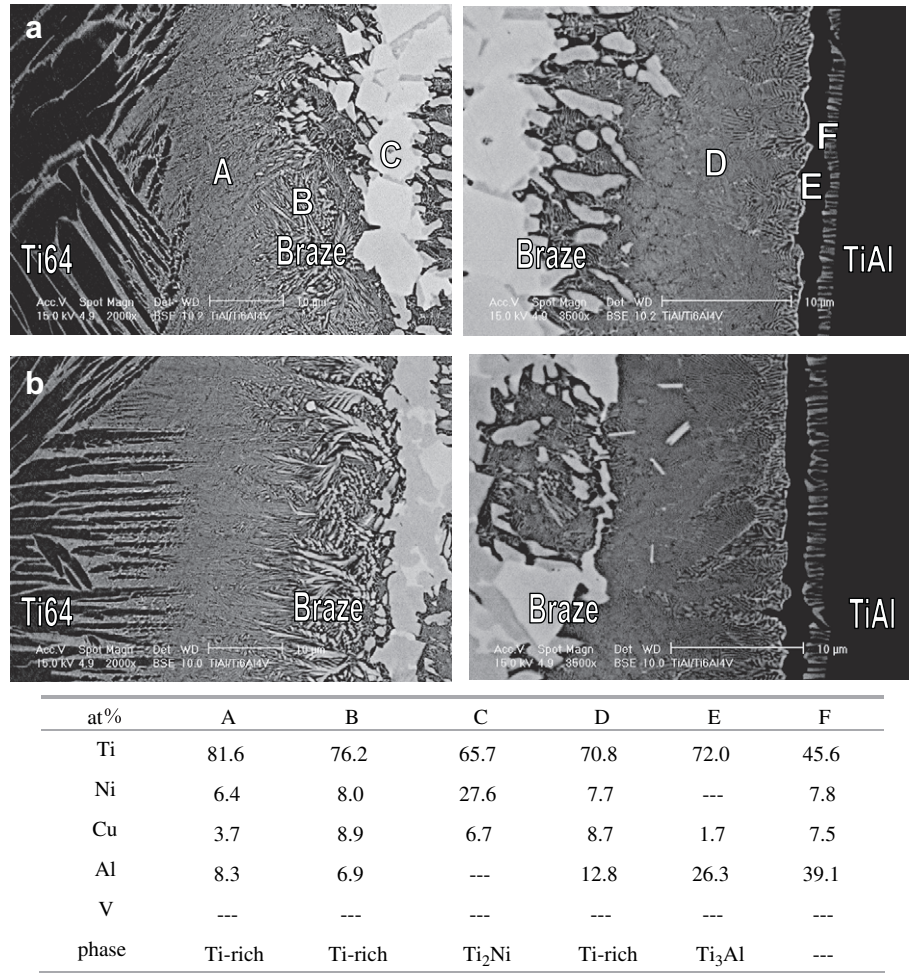 a
A
B
C
Ti64
Braze
Acc.V Spot Magn Det WD 10 µm
15.0 kV 4.9 2000x BSE 10.2 TiAl/Ti6Al4V
F
D
E
Braze
TiAl
Acc.V Spot Magn Det WD 10 µm
15.0 kV 4.9 3500x BSE 10.2 TiAl/Ti6Al4V
b
Ti64
Braze
Acc.V Spot Magn Det WD 10 µm
15.0 kV 4.9 2000x BSE 10.0 TiAl/Ti6Al4V
Braze
TiAl
Acc.V Spot Magn Det WD 10 µm
15.0 kV 4.9 3500x BSE 10.0 TiAl/Ti6Al4V
at% A B C D E F
Ti 81.6 76.2 65.7 70.8 72.0 45.6
Ni 6.4 8.0 27.6 7.7 --- 7.8
Cu 3.7 8.9 6.7 8.7 1.7 7.5
Al 8.3 6.9 --- 12.8 26.3 39.1
V --- --- --- --- --- ---
phase Ti-rich Ti-rich Ti₂Ni Ti-rich Ti₃Al ---